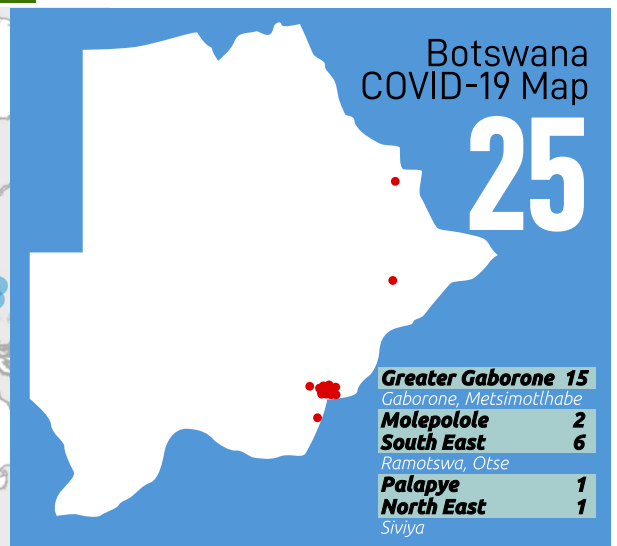 Botswana
COVID-19 Map
25
Greater Gaborone 15
Gaborone, Metsimotlhabe
Molepolole 2
South East 6
Ramotswa, Otse
Palapye 1
North East 1
Siviya